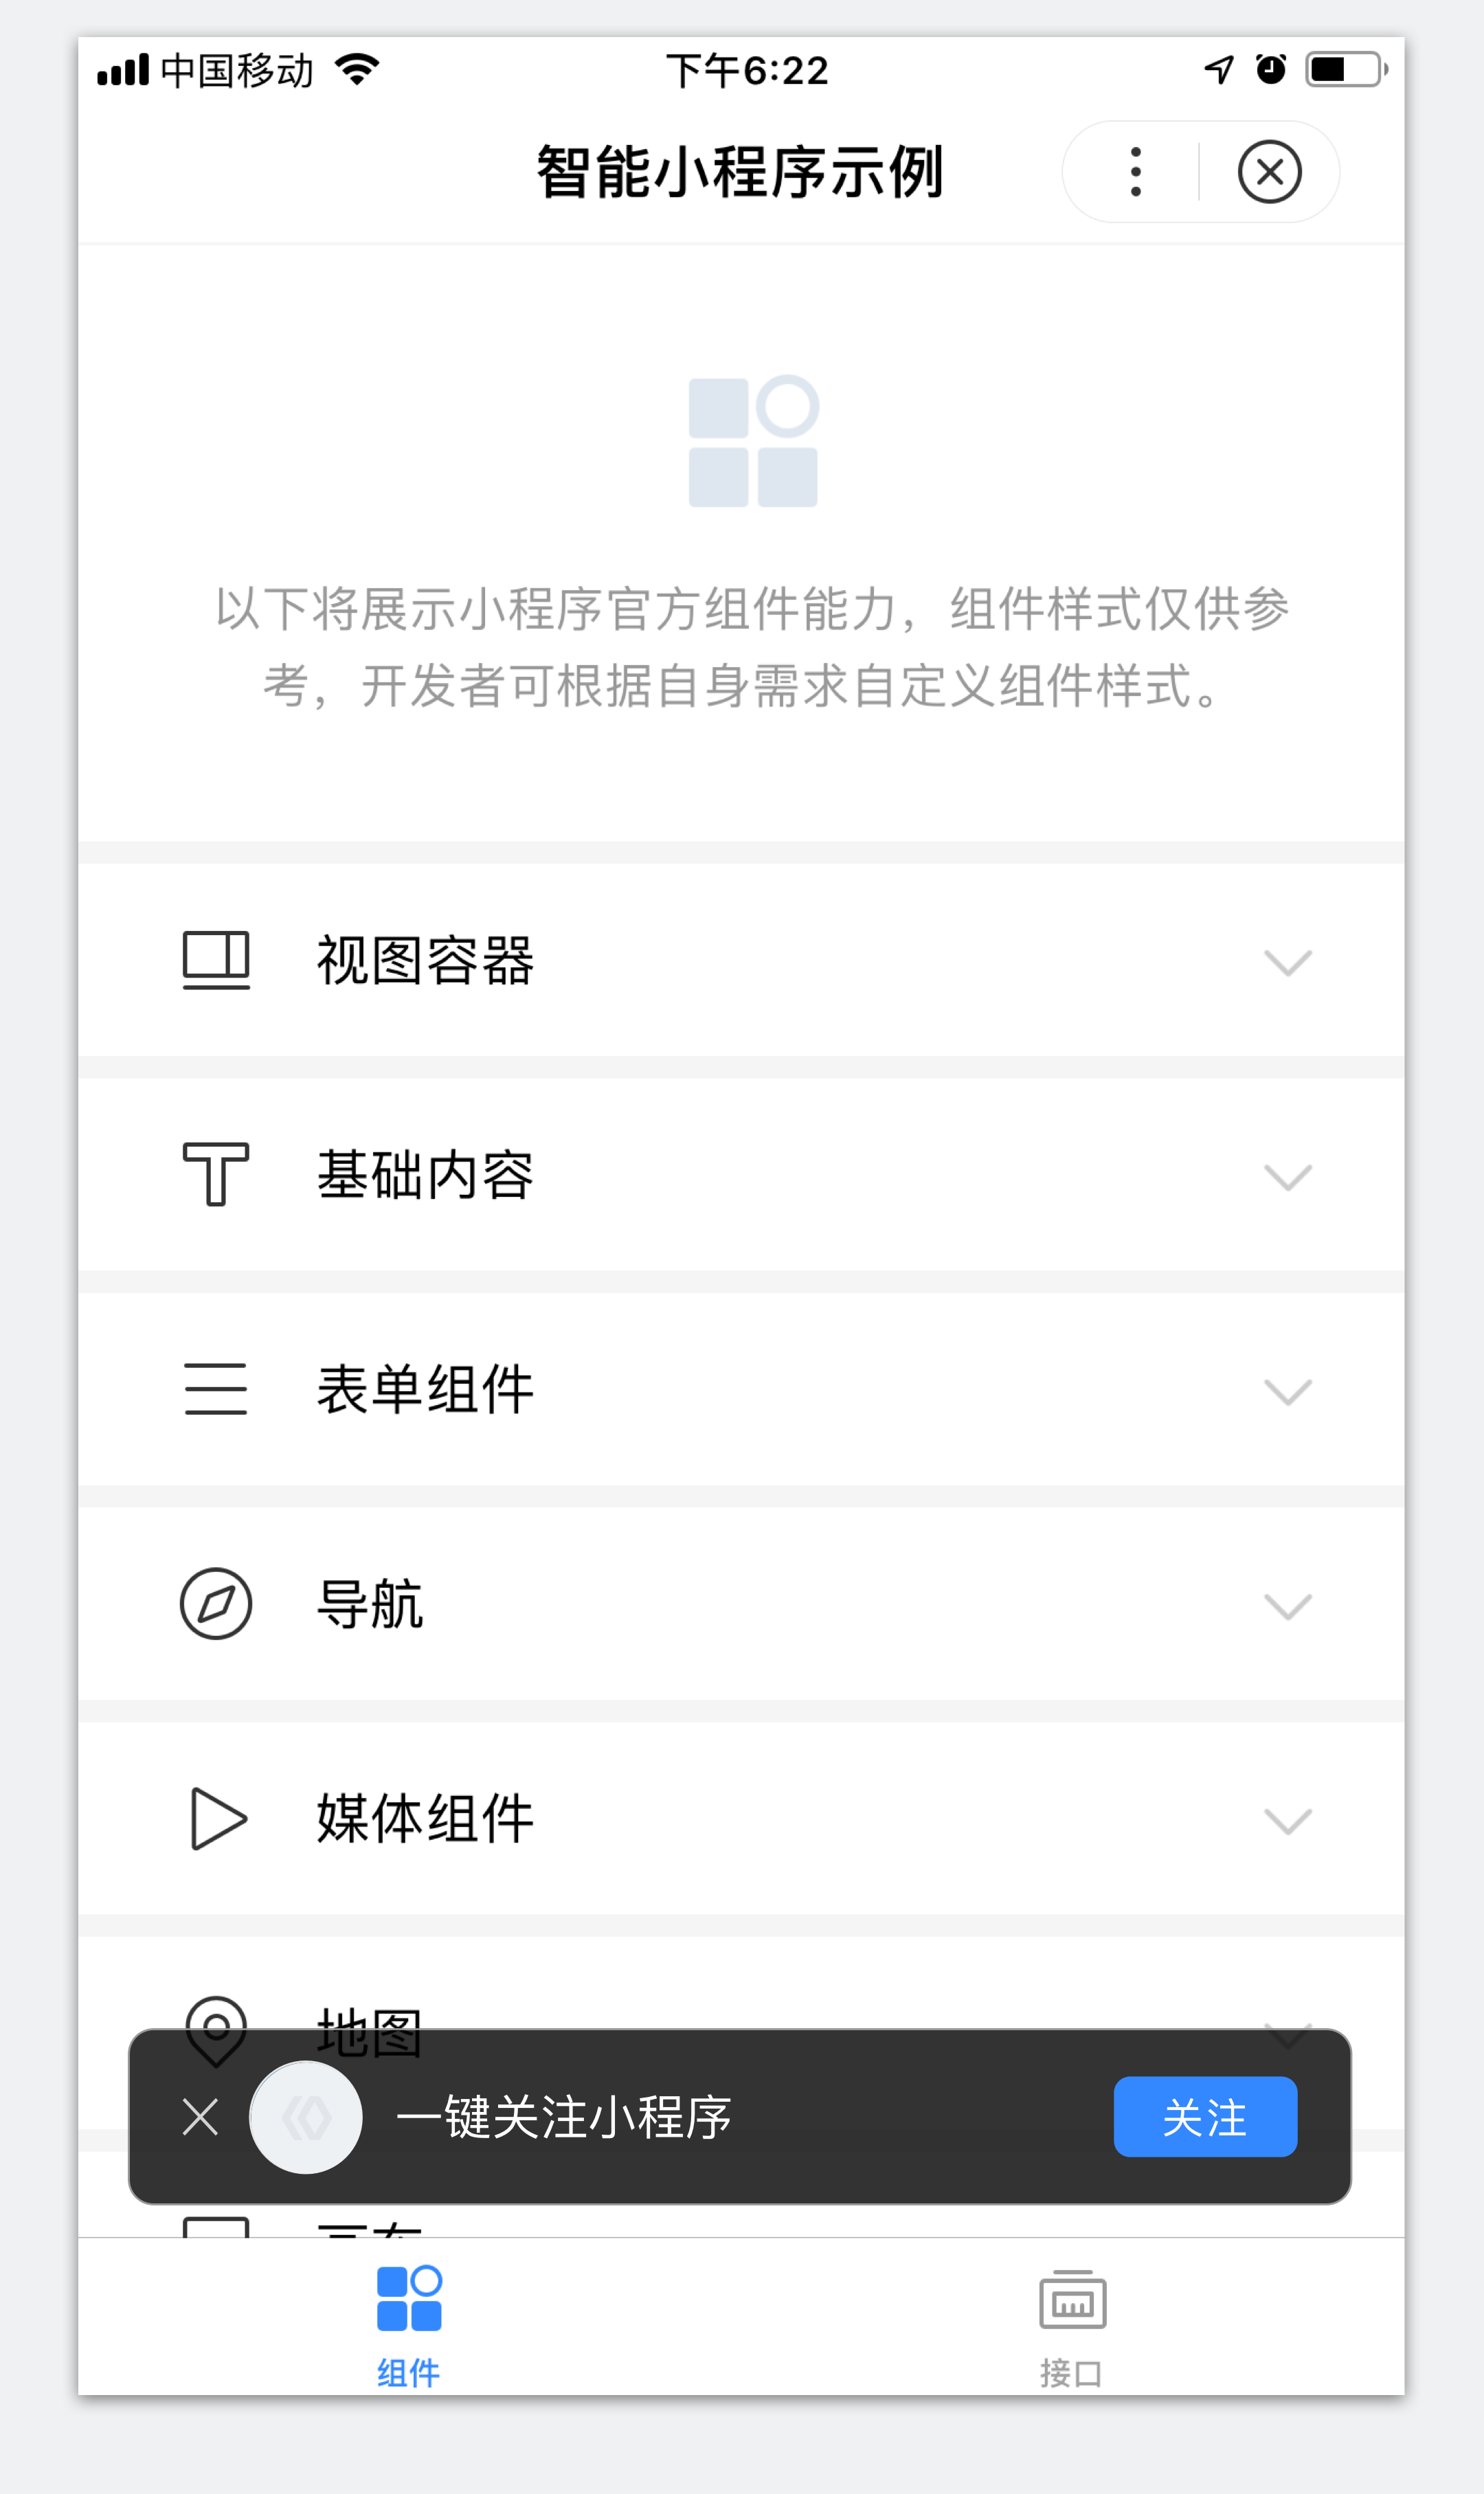 中国移动
下午6:22
智能小程序示例
以下将展示小程序官方组件能力，组件样式仅供参
考，开发者可根据自身需求自定义组件样式。
视图容器
基础内容
表单组件
导航
媒体组件
地图
一键关注小程序
关注
组件
接口